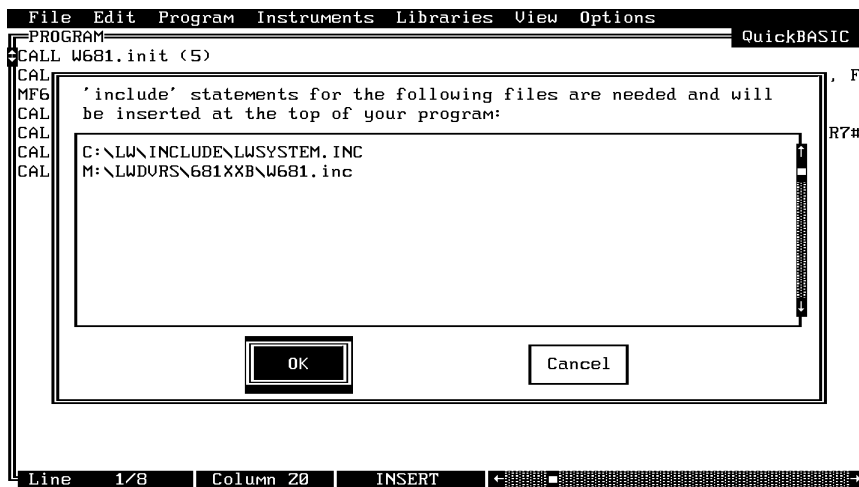 File Edit Program Instruments Libraries View Options
PROGRAM QuickBASIC
CALL W681.init (5)
CAL , F
MF6 'include' statements for the following files are needed and will
CAL be inserted at the top of your program:
CAL R7#
CAL C:\LW\INCLUDE\LWSYSTEM.INC
CAL M:\LWDVRS\681XXB\W681.inc
OK Cancel
Line 1/8 Column 20 INSERT